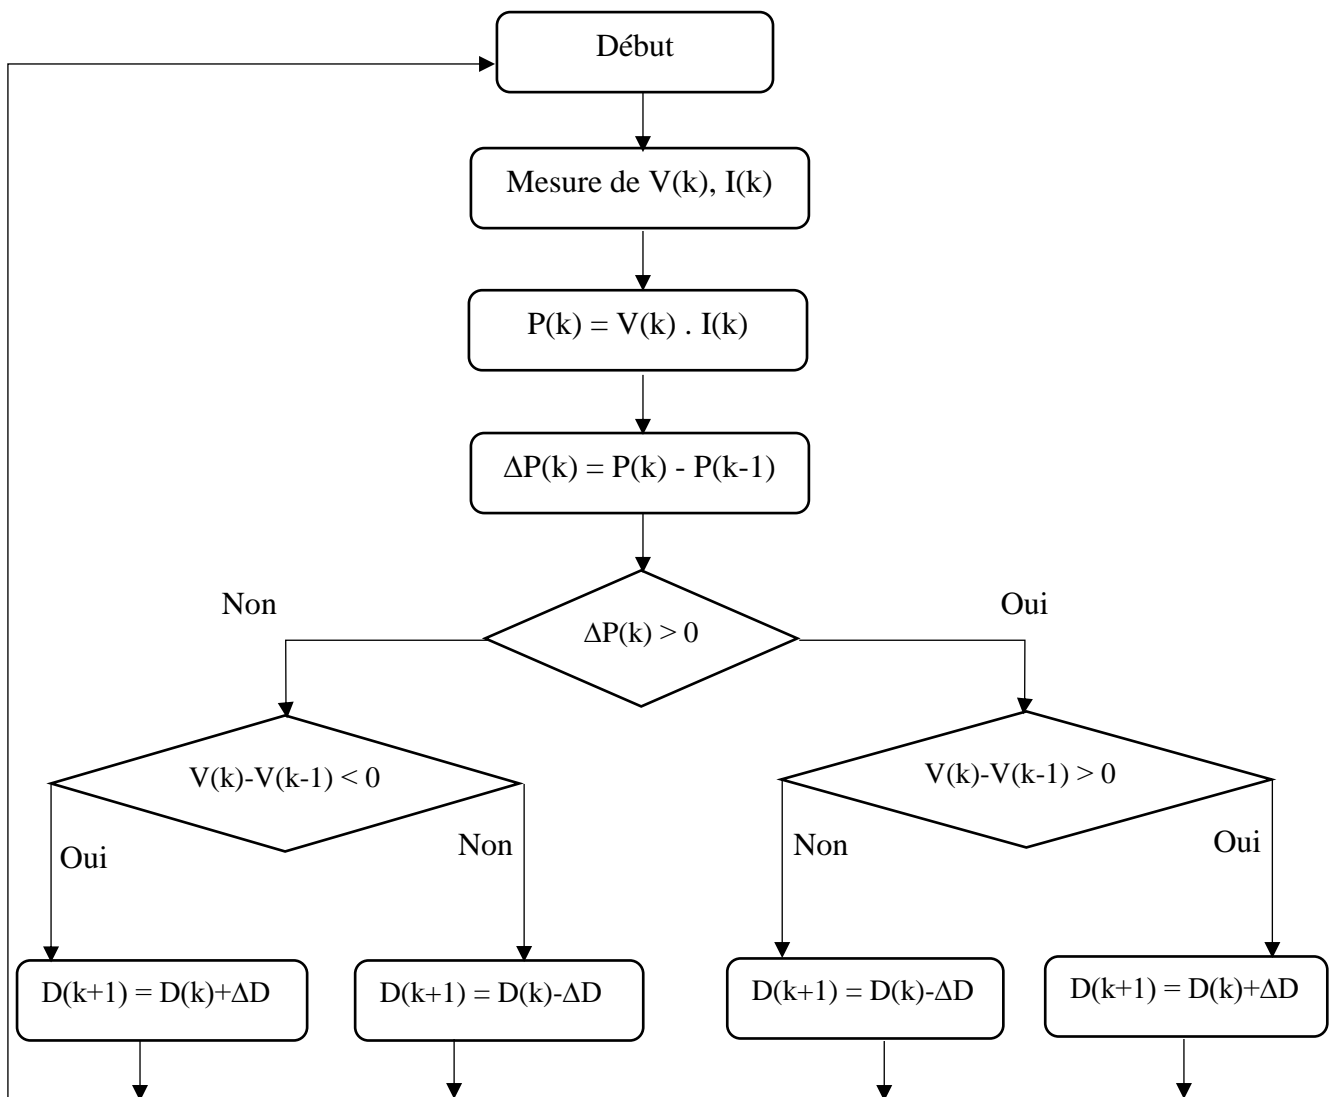 Début
Mesure de V(k), I(k)
P(k) = V(k) . I(k)
ΔP(k) = P(k) - P(k-1)
Non
Oui
ΔP(k) > 0
V(k)-V(k-1) < 0
V(k)-V(k-1) > 0
Oui
Non
Non
Oui
D(k+1) = D(k)+ΔD
D(k+1) = D(k)-ΔD
D(k+1) = D(k)-ΔD
D(k+1) = D(k)+ΔD